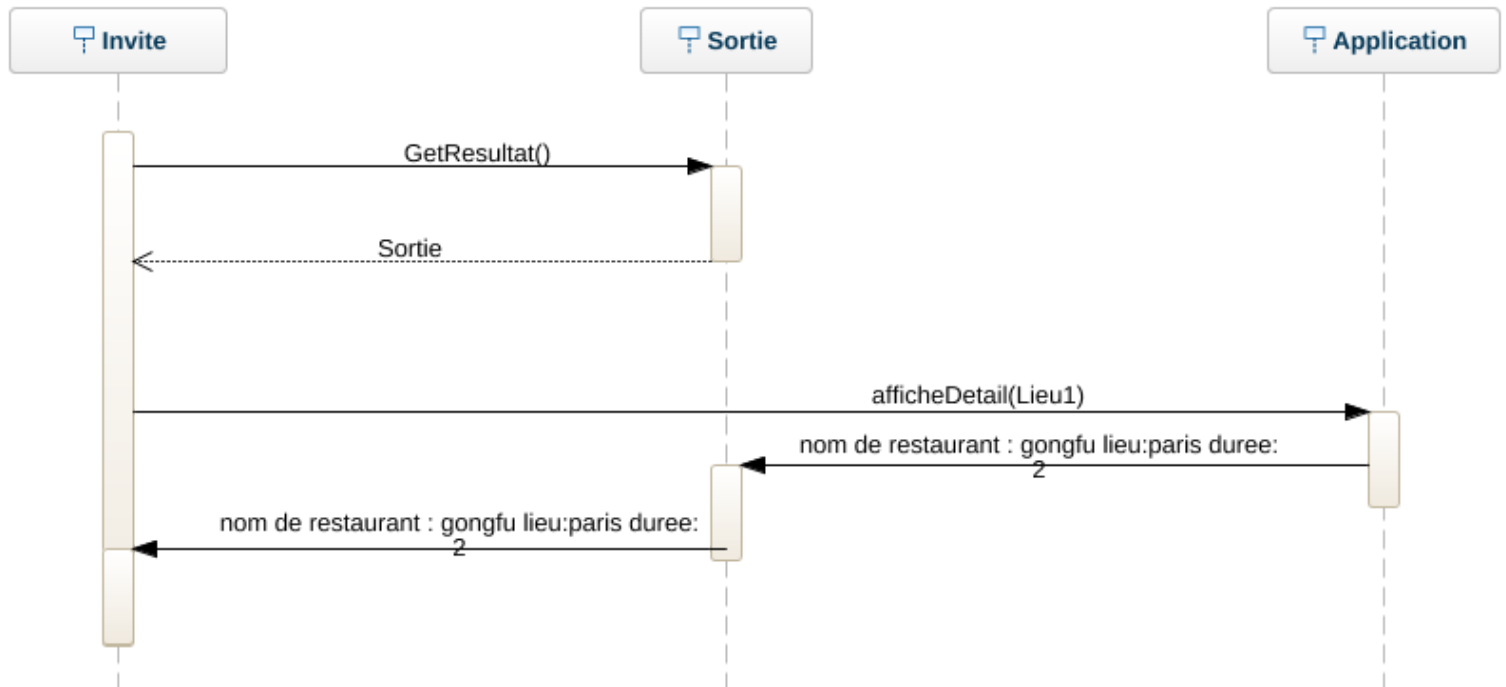 Invite
Sortie
Application
GetResultat()
Sortie
afficheDetail(Lieu1)
nom de restaurant : gongfu lieu:paris duree:
2
nom de restaurant : gongfu lieu:paris duree:
2